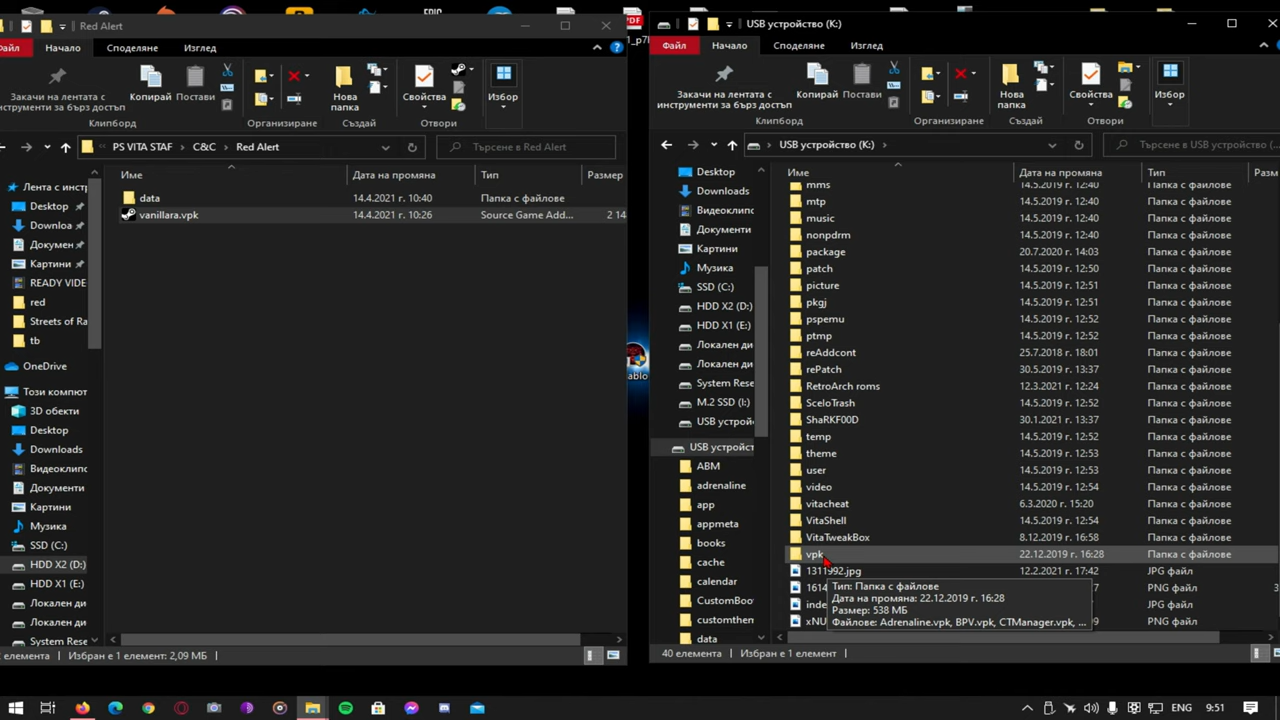 EPIC
PDF
Red Alert
Файл
Начало
Споделяне
Изглед
Закачи на лентата с инструменти за бърз достъп
Копирай
Постави
Клипборд
Организиране
Нова папка
Създай
Свойства
Отвори
Избор
PS VITA STAF > C&C > Red Alert
Търсене в Red Alert
Име
Дата на промяна
Тип
Размер
data 14.4.2021 г. 10:40 Папка с файлове
vanillara.vpk 14.4.2021 г. 10:26 Source Game Add... 2 14
Лента с инстр
Desktop
Downloa
Докумен
Картини
READY VIDE
red
Streets of Ra
tb
OneDrive
Този компют
3D обекти
Desktop
Downloads
Видеоклипс
Документи
Картини
Музика
SSD (C:)
HDD X2 (D:)
HDD X1 (E:)
Локален ди
Локален ди
System Rese
елемента
Избран е 1 елемент: 2,09 МБ
USB устройство (K:)
Файл
Начало
Споделяне
Изглед
Закачи на лентата с инструменти за бърз достъп
Копирай
Постави
Клипборд
Организиране
Нова папка
Създай
Свойства
Отвори
Избор
USB устройство (K:) >
Търсене в USB устройство (K:)...
Име
Дата на промяна
Тип
Разм
Desktop
Downloads
Видеоклипс
Документи
Картини
Музика
SSD (C:)
HDD X2 (D:)
HDD X1 (E:)
Локален ди
Локален ди
System Rese
M.2 SSD (I:)
USB устрой
USB устройст
ABM
adrenaline
app
appmeta
books
cache
calendar
CustomBoo
customthem
data
mms 14.5.2019 г. 12:40 Папка с файлове
mtp 14.5.2019 г. 12:40 Папка с файлове
music 14.5.2019 г. 12:40 Папка с файлове
nonpdrm 14.5.2019 г. 12:40 Папка с файлове
package 20.7.2020 г. 14:03 Папка с файлове
patch 14.5.2019 г. 12:50 Папка с файлове
picture 14.5.2019 г. 12:51 Папка с файлове
pkgj 14.5.2019 г. 12:51 Папка с файлове
pspemu 14.5.2019 г. 12:52 Папка с файлове
ptmp 14.5.2019 г. 12:52 Папка с файлове
reAddcont 25.7.2018 г. 18:01 Папка с файлове
rePatch 30.5.2019 г. 13:37 Папка с файлове
RetroArch roms 12.3.2021 г. 12:24 Папка с файлове
SceloTrash 14.5.2019 г. 12:52 Папка с файлове
ShaRKF00D 30.1.2021 г. 13:37 Папка с файлове
temp 14.5.2019 г. 12:52 Папка с файлове
theme 14.5.2019 г. 12:53 Папка с файлове
user 14.5.2019 г. 12:53 Папка с файлове
video 14.5.2019 г. 12:54 Папка с файлове
vitacheat 6.3.2020 г. 15:20 Папка с файлове
VitaShell 14.5.2019 г. 12:54 Папка с файлове
VitaTweakBox 8.12.2019 г. 16:58 Папка с файлове
vpk 22.12.2019 г. 16:28 Папка с файлове
1311992.jpg 12.2.2021 г. 17:42 JPG файл
1614 PNG файл
inde JPG файл
xNU PNG файл
Тип: Папка с файлове
Дата на промяна: 22.12.2019 г. 16:28
Размер: 538 МБ
Файлове: Adrenaline.vpk, BPV.vpk, CTManager.vpk, ...
40 елемента
Избран е 1 елемент
ENG
9:51